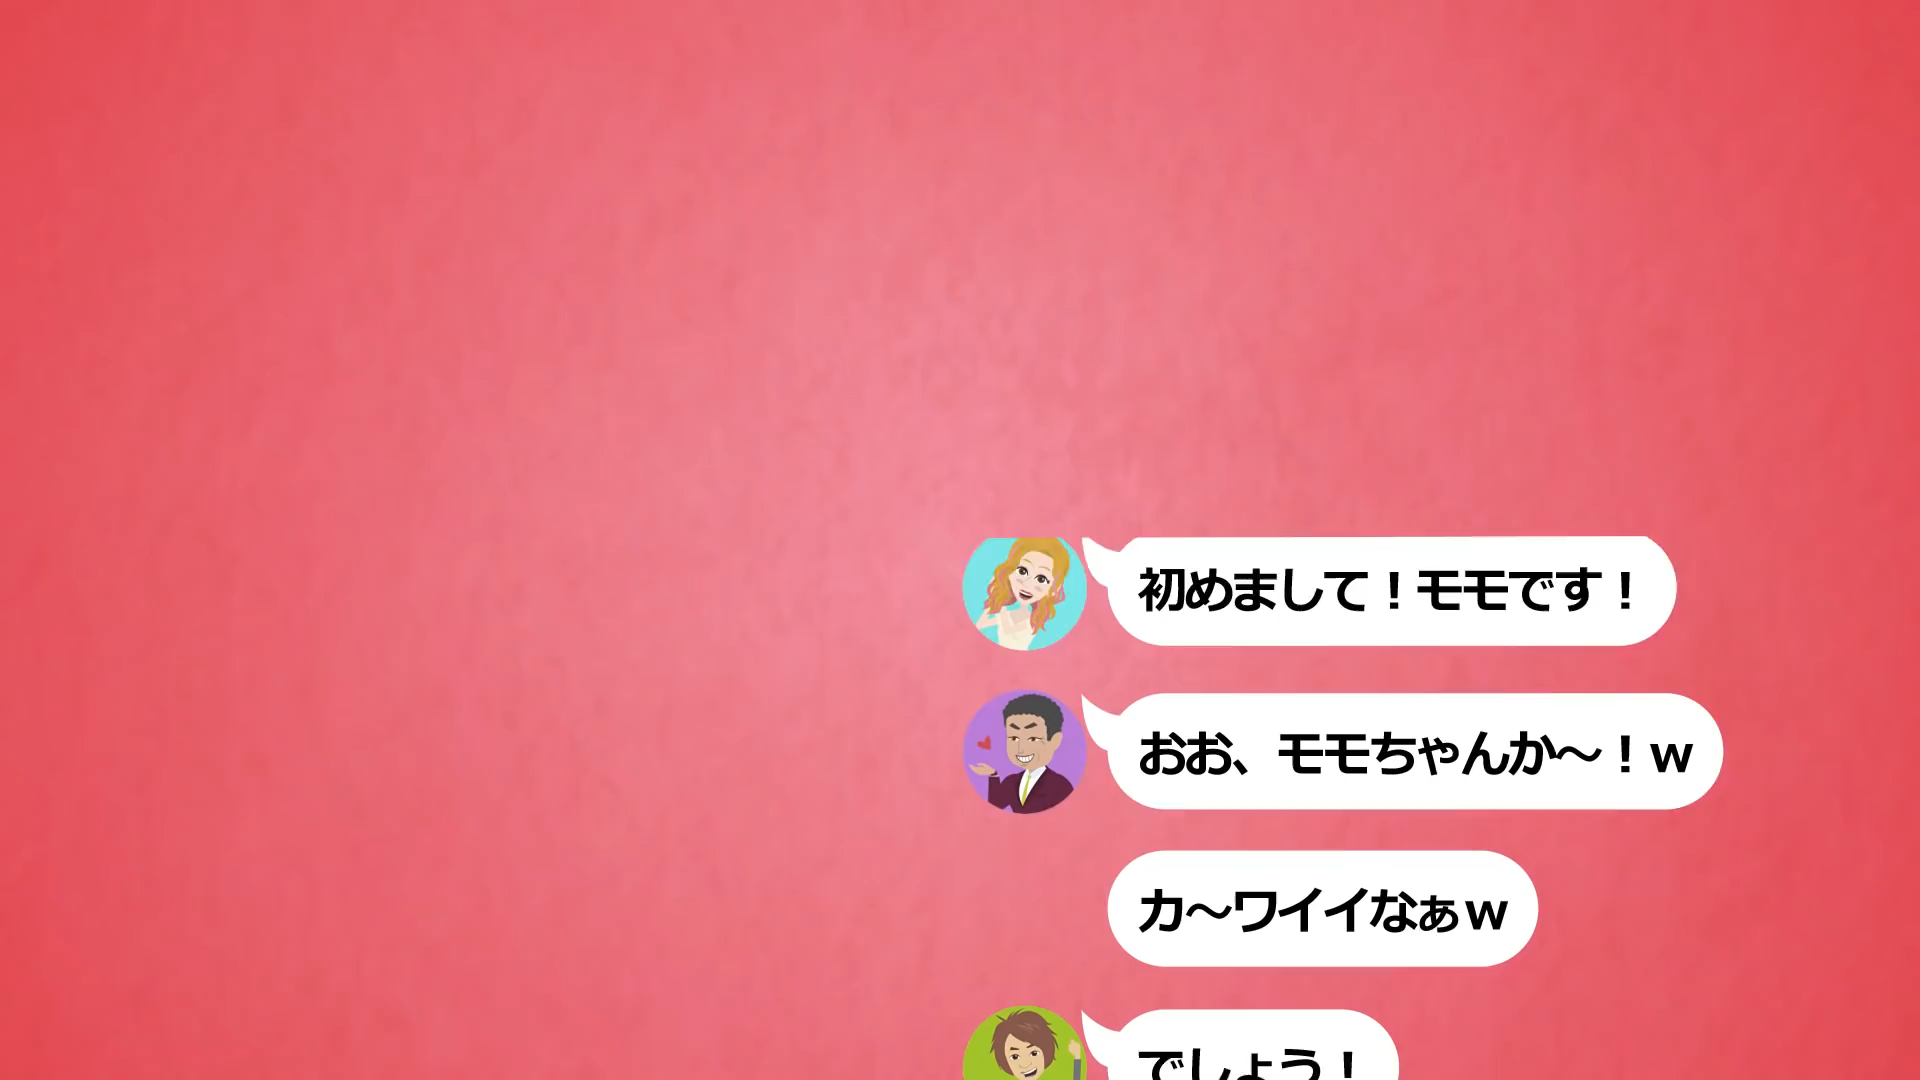 初めまして！モモです！
おお、モモちゃんか～！ｗ
カ～ワイイなぁｗ
でしょう！